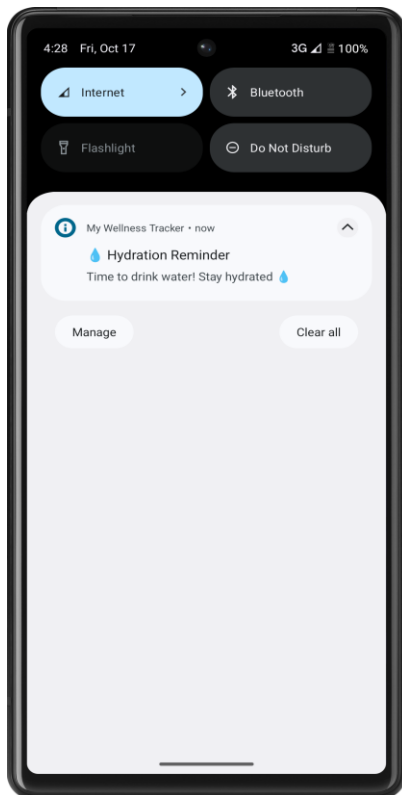 4:28 Fri, Oct 17 3G 100%
Internet Bluetooth
Flashlight Do Not Disturb
My Wellness Tracker • now
💧 Hydration Reminder
Time to drink water! Stay hydrated 💧
Manage Clear all